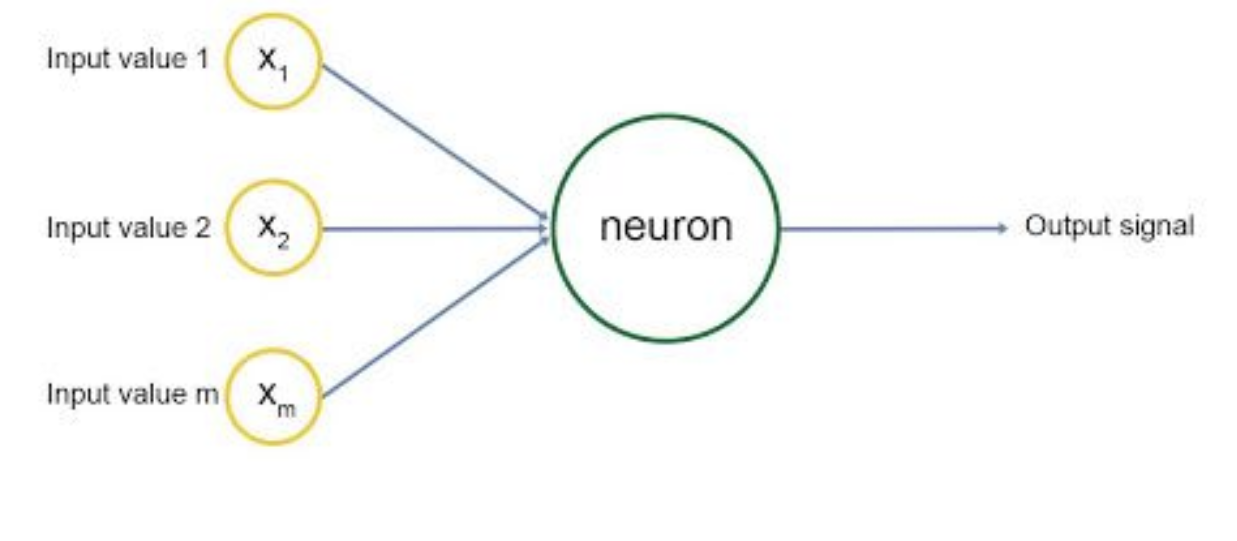 Input value 1
x₁
Input value 2
x₂
neuron
Output signal
Input value m
xₘ